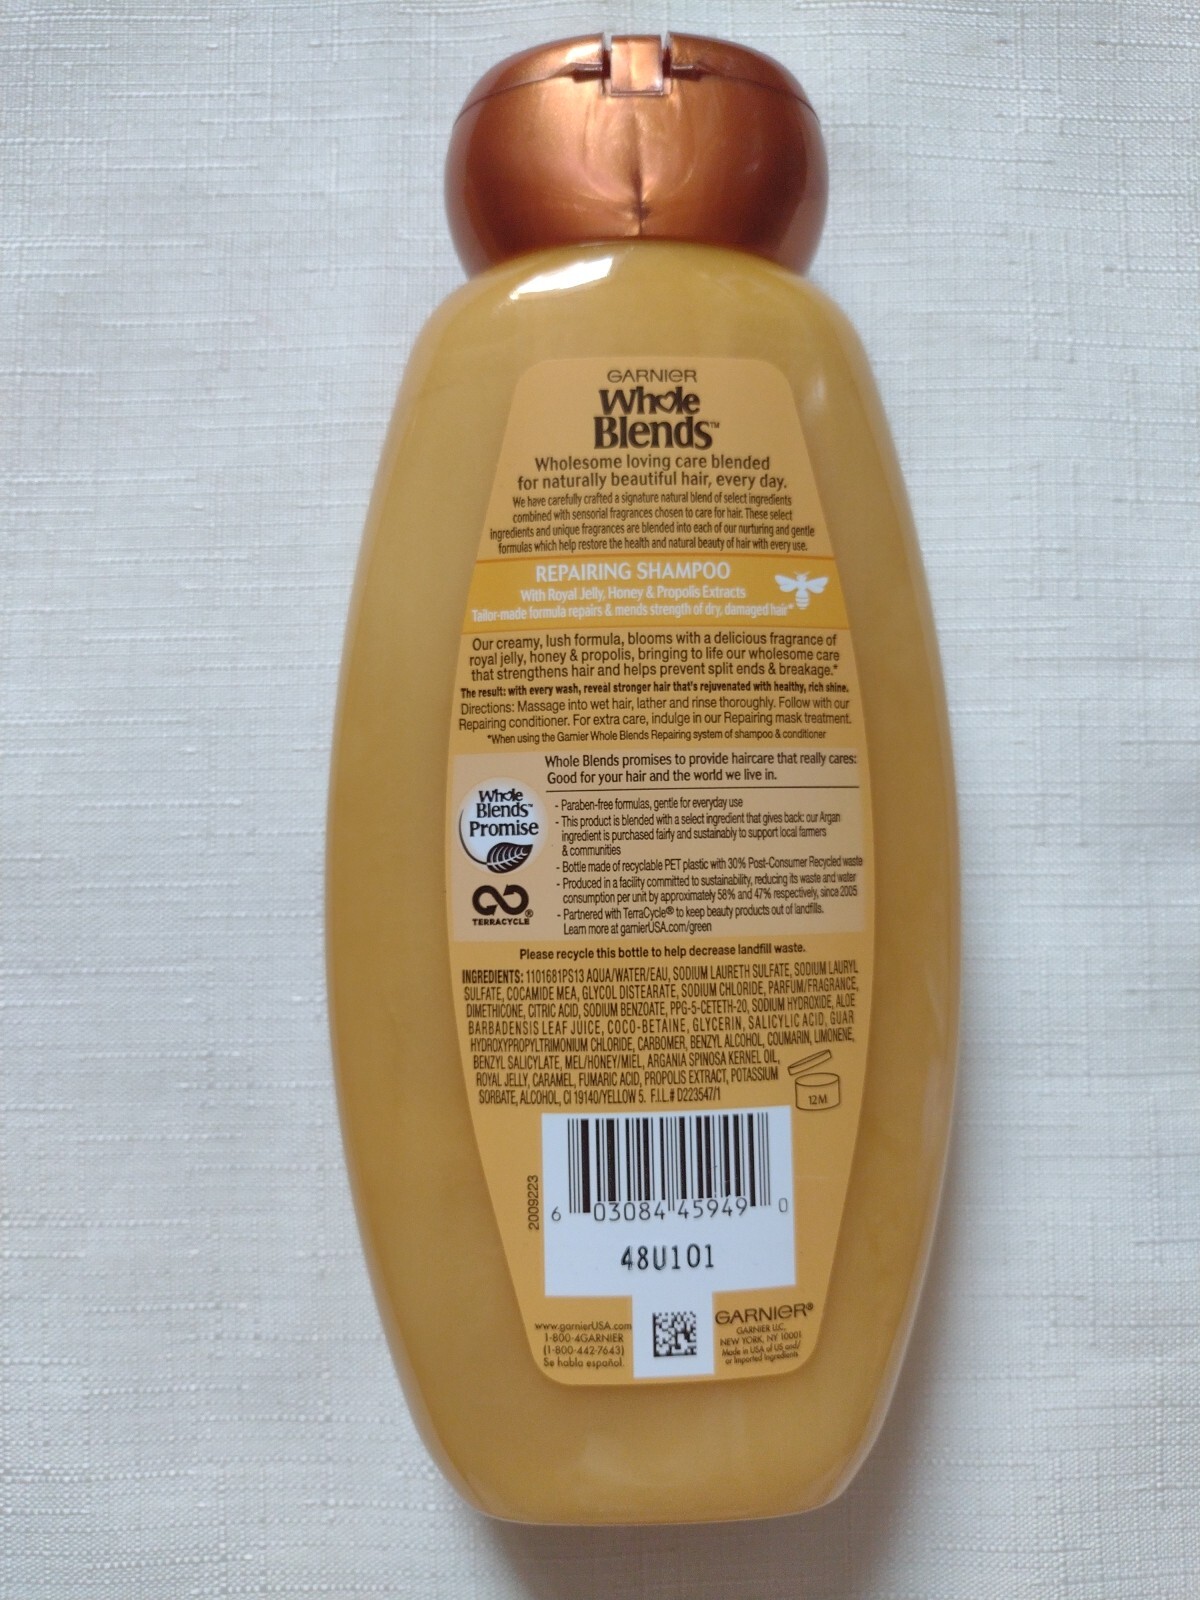 GARNIER
Whole
Blends™
Wholesome loving care blended
for naturally beautiful hair, every day.
We have carefully crafted a signature natural blend of select ingredients
combined with sensorial fragrances chosen to care for hair. These select
ingredients and unique fragrances are blended into each of our nurturing and gentle
formulas which help restore the health and natural beauty of hair with every use.
REPAIRING SHAMPOO
With Royal Jelly, Honey & Propolis Extracts
Tailor-made formula repairs & mends strength of dry, damaged hair*
Our creamy, lush formula, blooms with a delicious fragrance of
royal jelly, honey & propolis, bringing to life our wholesome care
that strengthens hair and helps prevent split ends & breakage.*
The result: with every wash, reveal stronger hair that's rejuvenated with healthy, rich shine.
Directions: Massage into wet hair, lather and rinse thoroughly. Follow with our
Repairing conditioner. For extra care, indulge in our Repairing mask treatment.
*When using the Garnier Whole Blends Repairing system of shampoo & conditioner
Whole Blends promises to provide haircare that really cares:
Good for your hair and the world we live in.
Whole
Blends™
Promise
TERRACYCLE®
- Paraben-free formulas, gentle for everyday use
- This product is blended with a select ingredient that gives back: our Argan
ingredient is purchased fairly and sustainably to support local farmers
& communities
- Bottle made of recyclable PET plastic with 30% Post-Consumer Recycled waste
- Produced in a facility committed to sustainability, reducing its waste and water
consumption per unit by approximately 58% and 47% respectively, since 2005
- Partnered with TerraCycle® to keep beauty products out of landfills.
Learn more at garnierUSA.com/green
Please recycle this bottle to help decrease landfill waste.
INGREDIENTS: 1101681PS13 AQUA/WATER/EAU, SODIUM LAURETH SULFATE, SODIUM LAURYL
SULFATE, COCAMIDE MEA, GLYCOL DISTEARATE, SODIUM CHLORIDE, PARFUM/FRAGRANCE,
DIMETHICONE, CITRIC ACID, SODIUM BENZOATE, PPG-5-CETETH-20, SODIUM HYDROXIDE, ALOE
BARBADENSIS LEAF JUICE, COCO-BETAINE, GLYCERIN, SALICYLIC ACID, GUAR
HYDROXYPROPYLTRIMONIUM CHLORIDE, CARBOMER, BENZYL ALCOHOL, COUMARIN, LIMONENE,
BENZYL SALICYLATE, MEL/HONEY/MIEL, ARGANIA SPINOSA KERNEL OIL,
ROYAL JELLY, CARAMEL, FUMARIC ACID, PROPOLIS EXTRACT, POTASSIUM
SORBATE, ALCOHOL, CI 19140/YELLOW 5. F.I.L.# D223547/1
12M
2009223
6 03084 45949 0
48U101
www.garnierUSA.com
1-800-4GARNIER
(1-800-442-7643)
Se habla español.
GARNIER®
GARNIER LLC,
NEW YORK, NY 10001
Made in USA of US and/
or Imported Ingredients